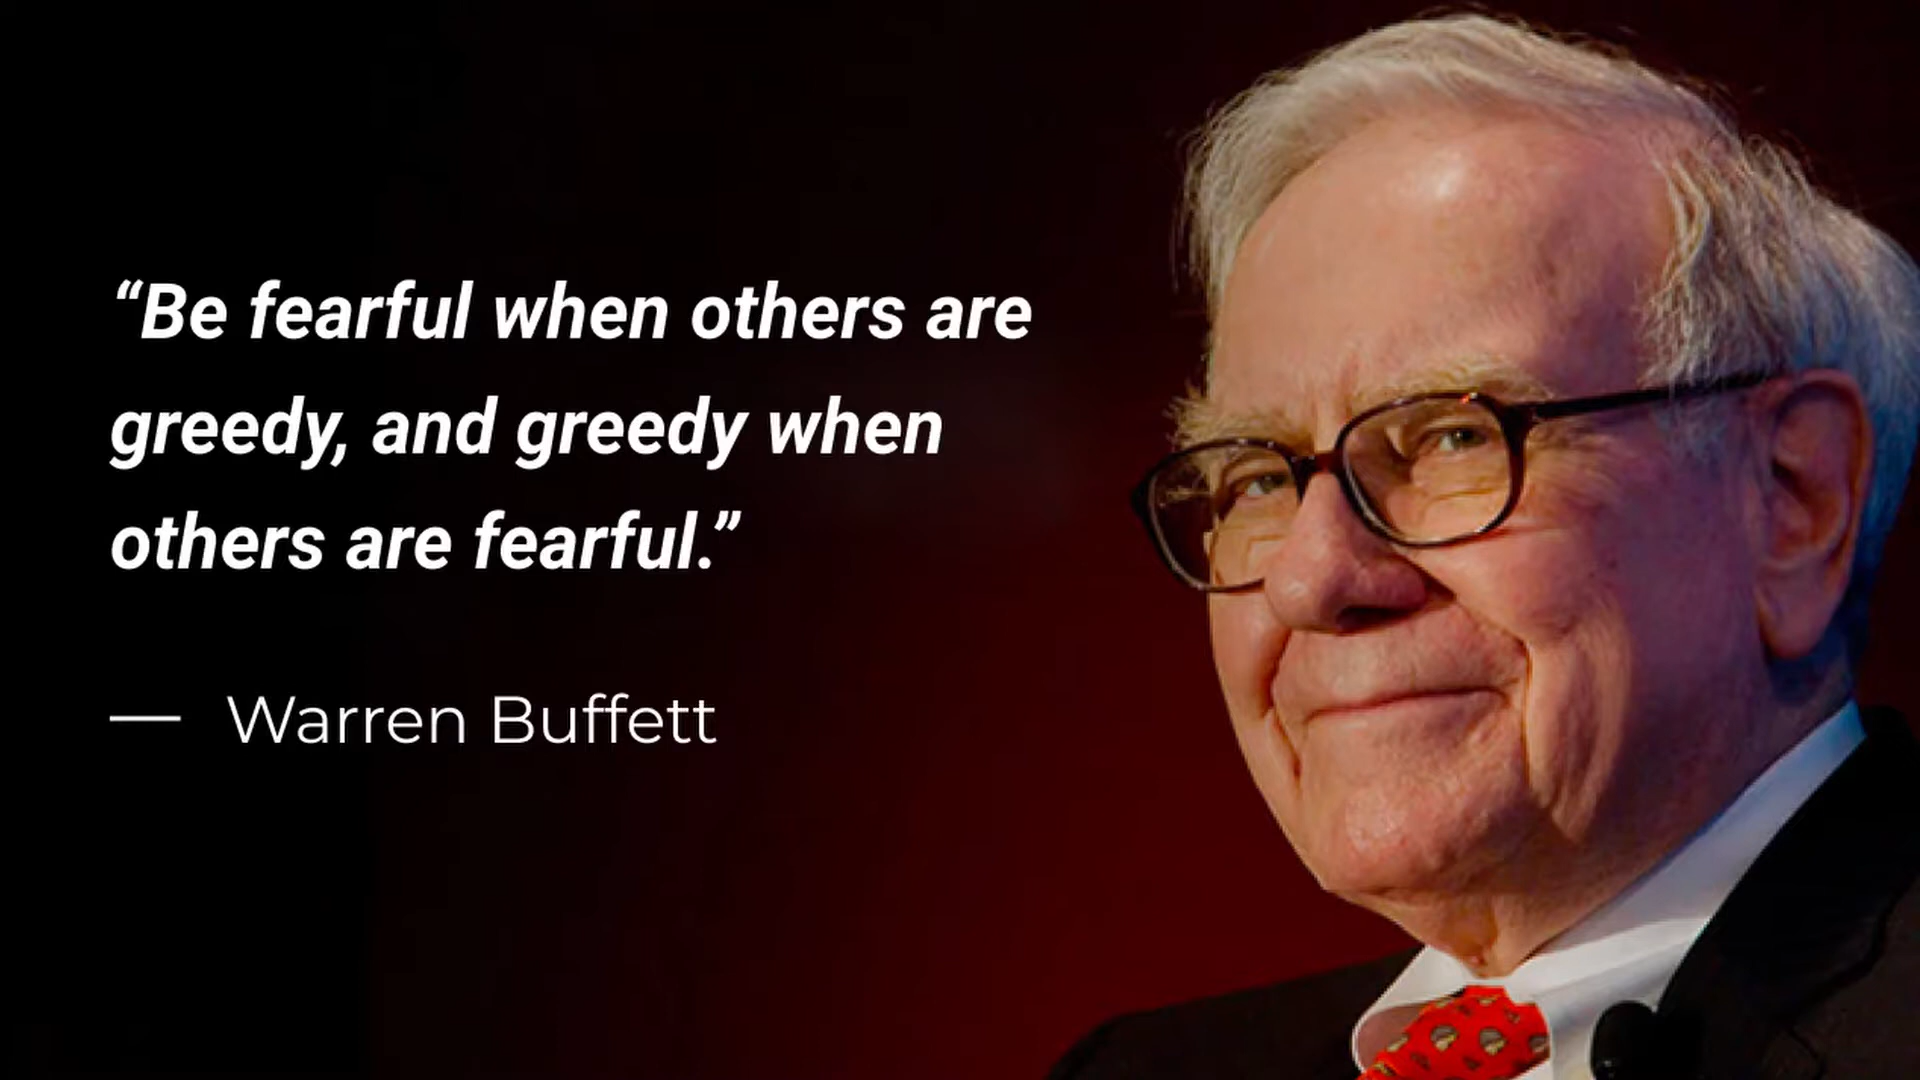 “Be fearful when others are
greedy, and greedy when
others are fearful.”
— Warren Buffett